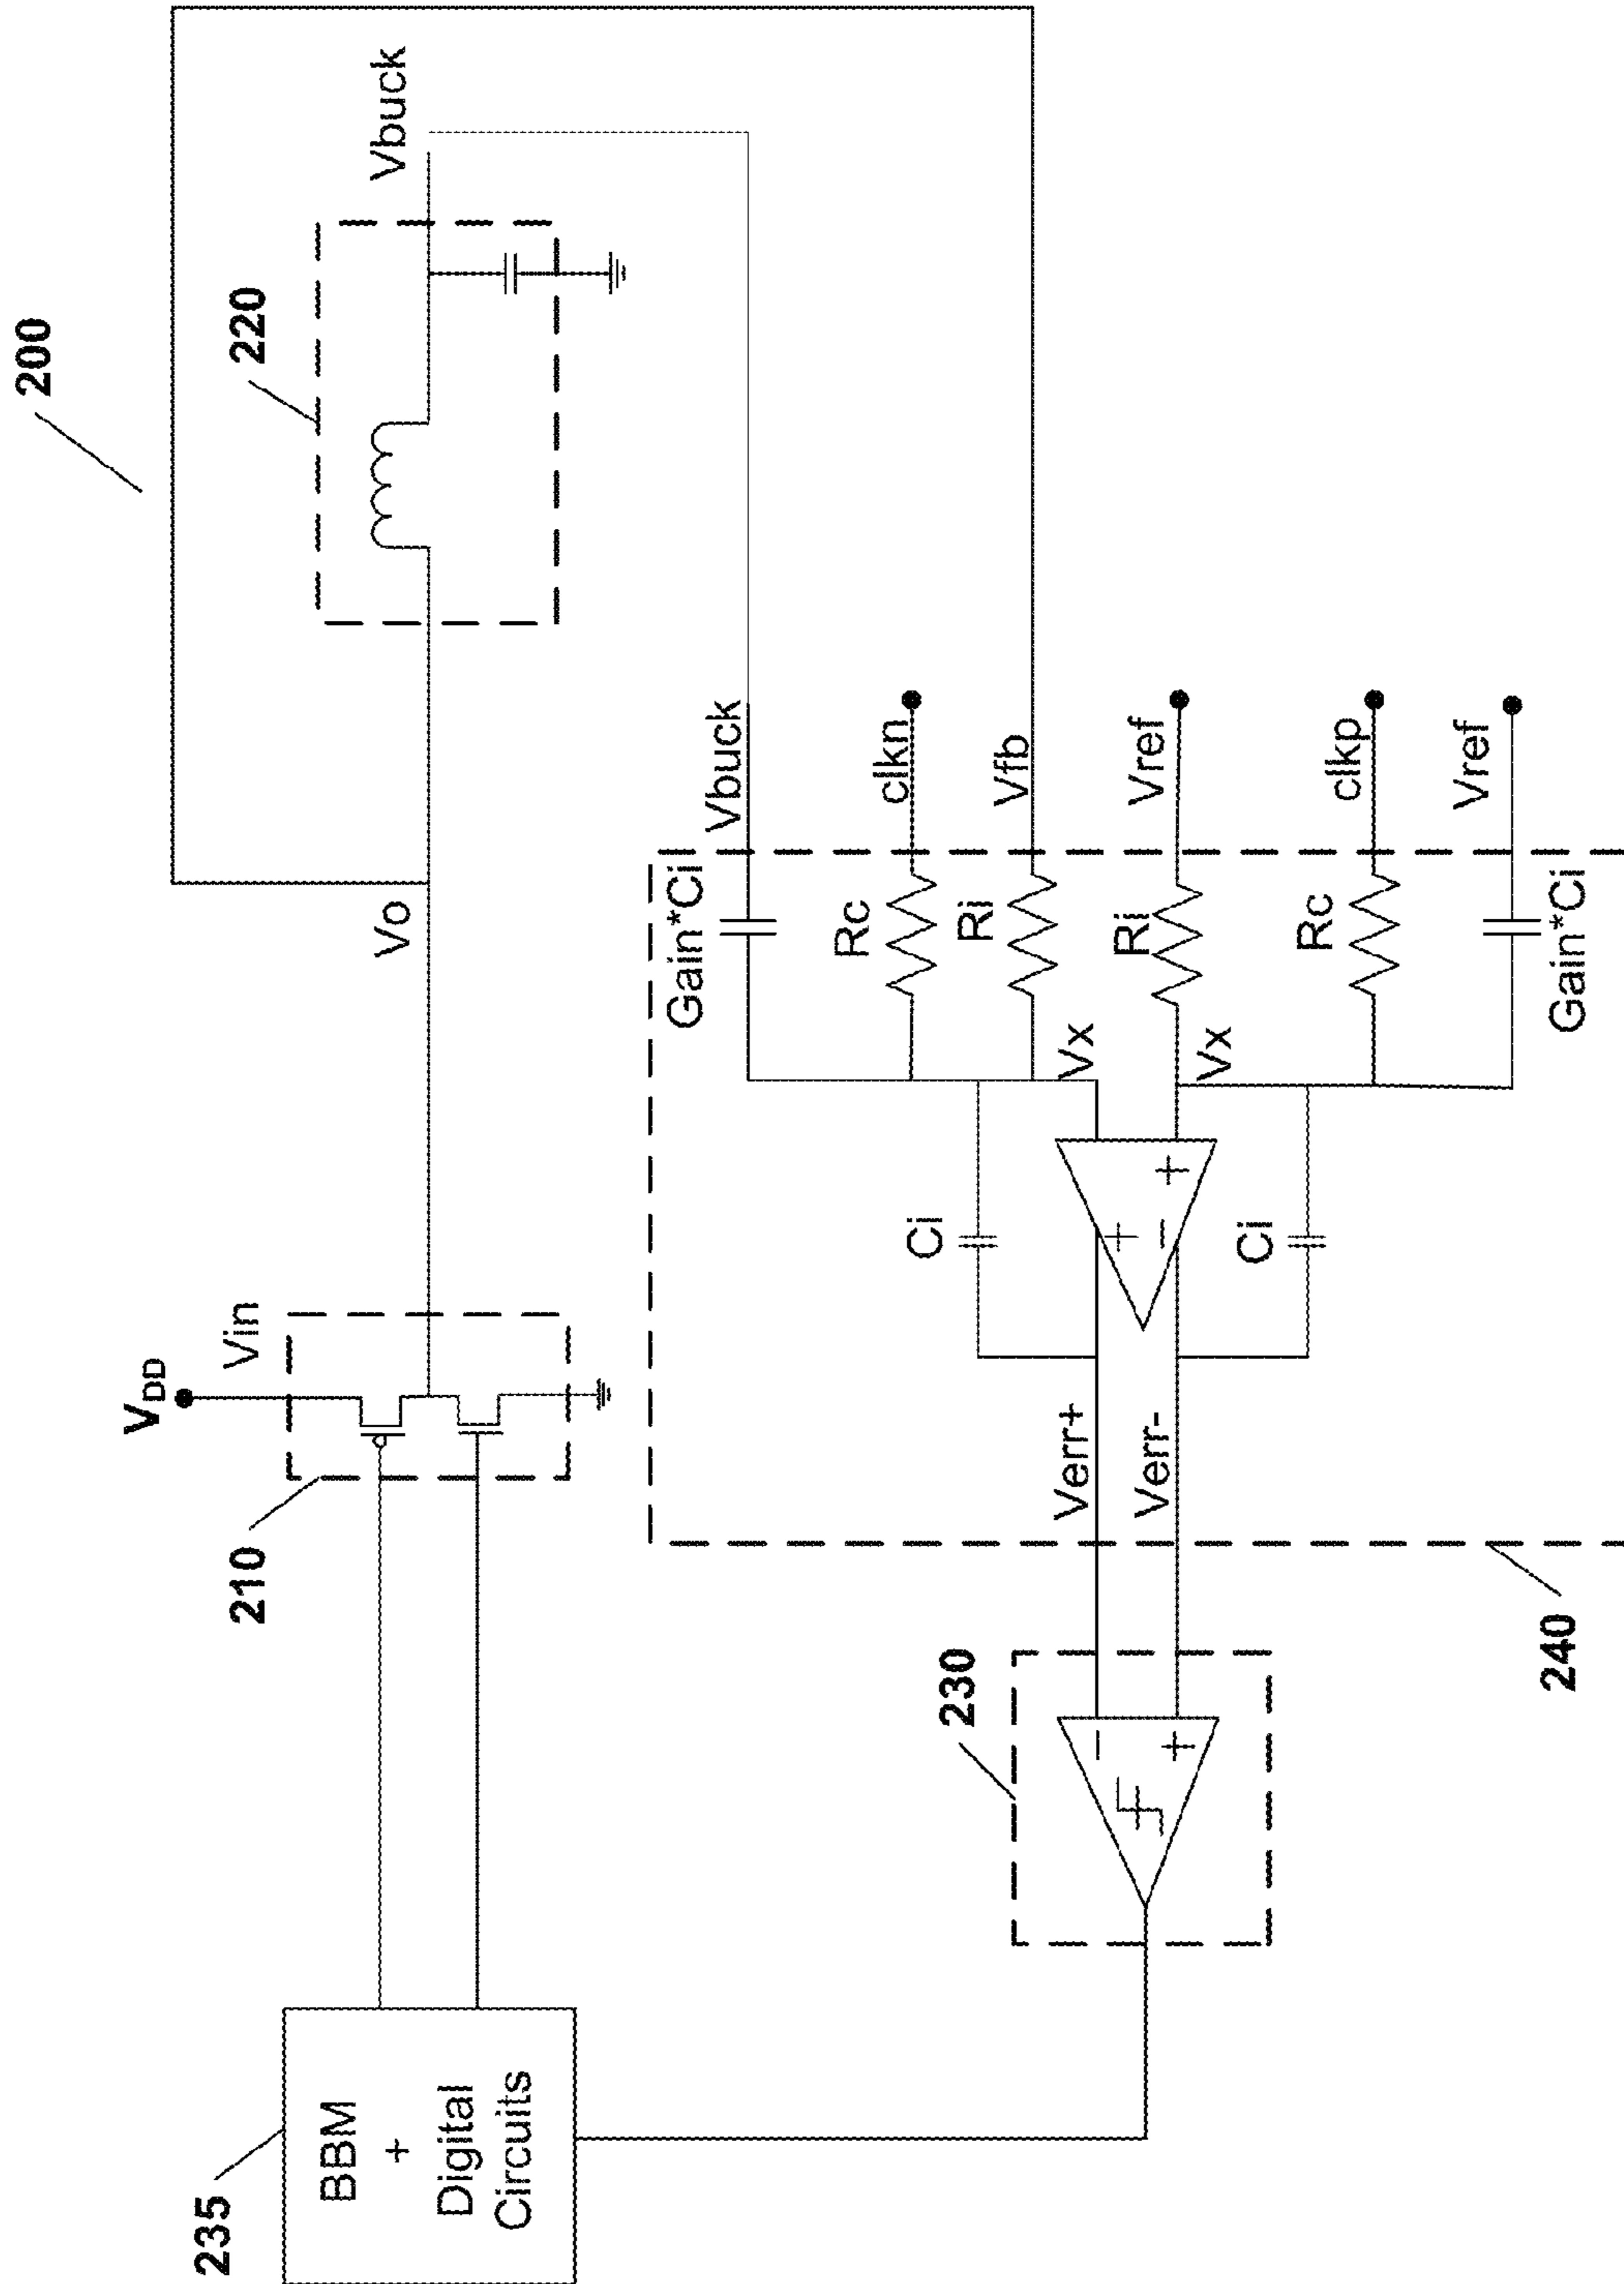 200
235
BBM
+
Digital
Circuits
210
VDD
Vin
Vo
220
Vbuck
230
−
+
Verr+
Verr-
Ci
+
−
+
Ci
Vx
Vx
Gain*Ci
Rc
Ri
Ri
Rc
Gain*Ci
Vbuck
clkn
Vfb
Vref
clkp
Vref
240